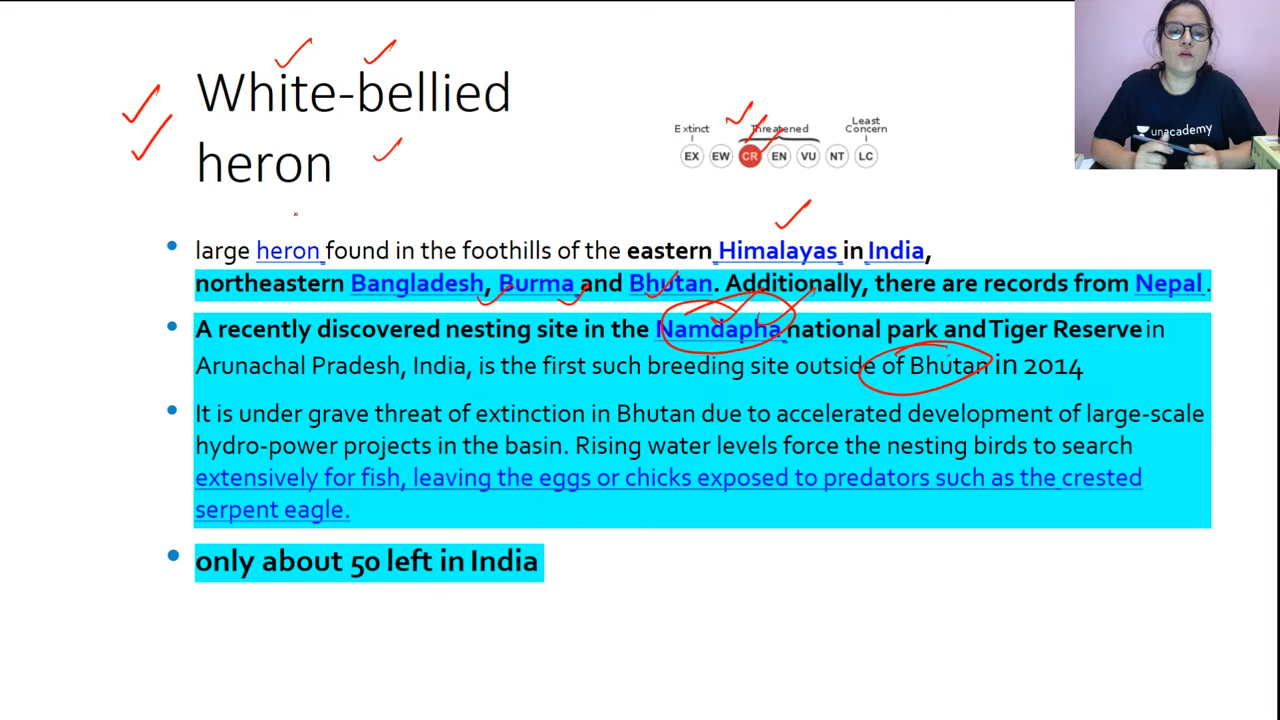 White-bellied
heron
Extinct
Threatened
Least
Concern
EX EW CR EN VU NT LC
unacademy
large heron found in the foothills of the eastern Himalayas in India,
northeastern Bangladesh, Burma and Bhutan. Additionally, there are records from Nepal.
A recently discovered nesting site in the Namdapha national park and Tiger Reserve in
Arunachal Pradesh, India, is the first such breeding site outside of Bhutan in 2014
It is under grave threat of extinction in Bhutan due to accelerated development of large-scale
hydro-power projects in the basin. Rising water levels force the nesting birds to search
extensively for fish, leaving the eggs or chicks exposed to predators such as the crested
serpent eagle.
only about 50 left in India